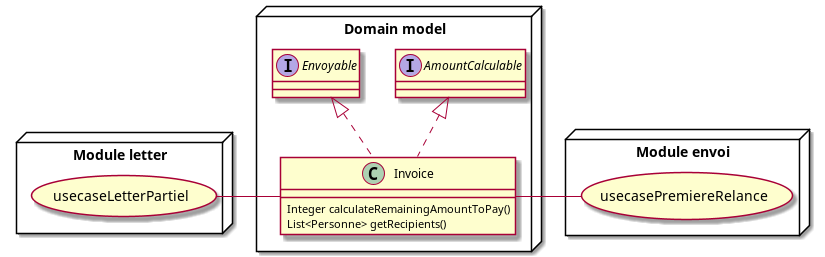 Domain model
I Envoyable
I AmountCalculable
Module letter
usecaseLetterPartiel
C Invoice
Integer calculateRemainingAmountToPay()
List<Personne> getRecipients()
Module envoi
usecasePremiereRelance